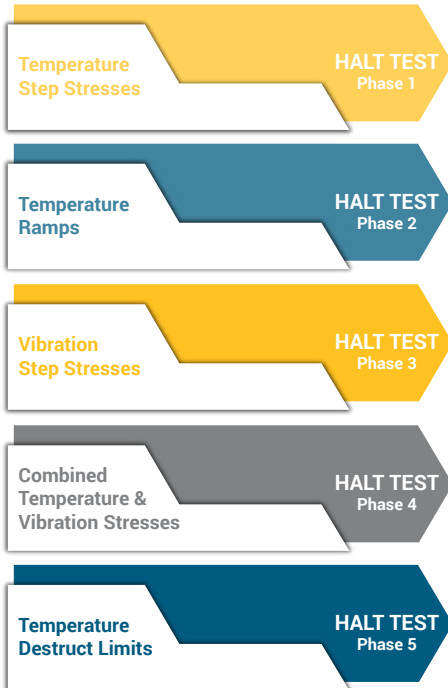 Temperature
Step Stresses
HALT TEST
Phase 1
Temperature
Ramps
HALT TEST
Phase 2
Vibration
Step Stresses
HALT TEST
Phase 3
Combined
Temperature &
Vibration Stresses
HALT TEST
Phase 4
Temperature
Destruct Limits
HALT TEST
Phase 5